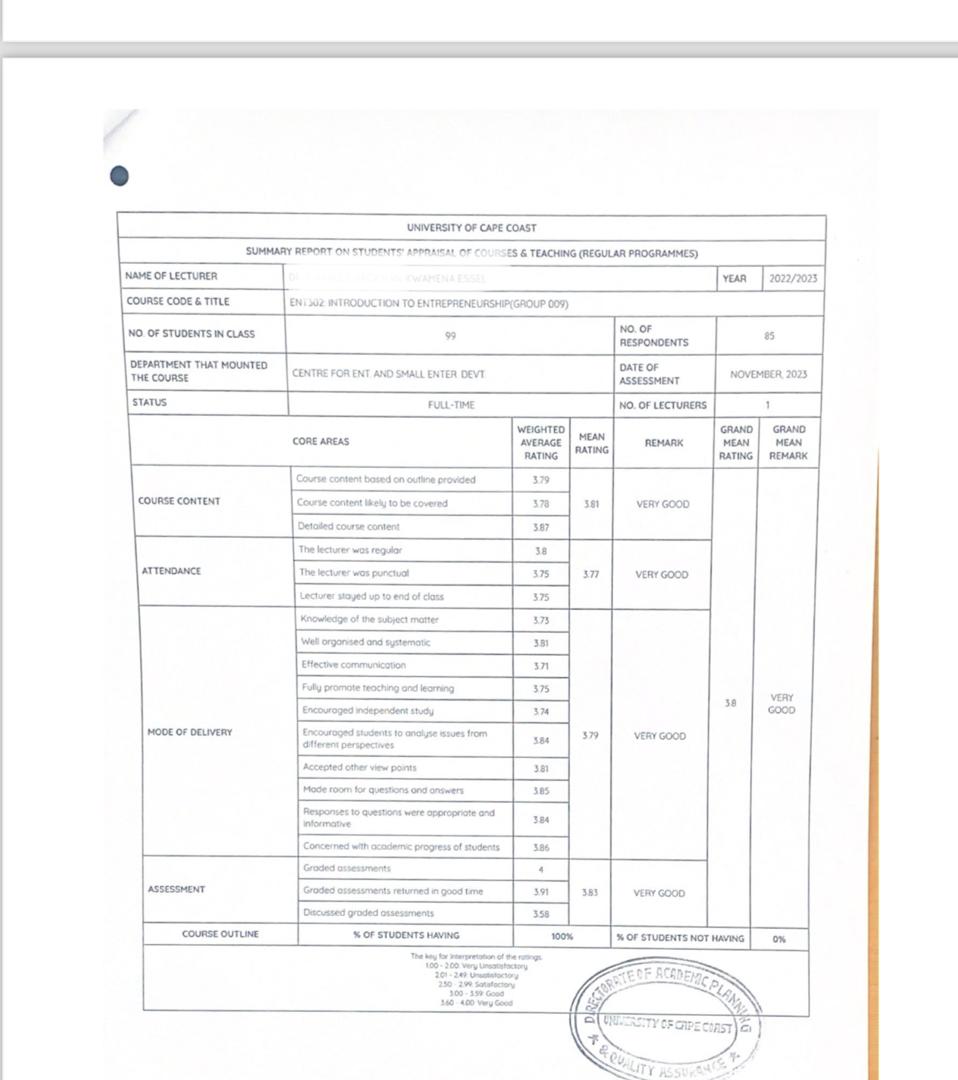 UNIVERSITY OF CAPE COAST
SUMMARY REPORT ON STUDENTS' APPRAISAL OF COURSES & TEACHING (REGULAR PROGRAMMES)
NAME OF LECTURER KWAMENA ESSEL YEAR 2022/2023
COURSE CODE & TITLE ENT302: INTRODUCTION TO ENTREPRENEURSHIP(GROUP 009)
NO. OF STUDENTS IN CLASS 99 NO. OF
RESPONDENTS 85
DEPARTMENT THAT MOUNTED
THE COURSE CENTRE FOR ENT. AND SMALL ENTER. DEVT. DATE OF
ASSESSMENT NOVEMBER, 2023
STATUS FULL-TIME NO. OF LECTURERS 1
CORE AREAS WEIGHTED
AVERAGE
RATING MEAN
RATING REMARK GRAND
MEAN
RATING GRAND
MEAN
REMARK
COURSE CONTENT Course content based on outline provided 3.79
Course content likely to be covered 3.78 3.81 VERY GOOD
Detailed course content 3.87
ATTENDANCE The lecturer was regular 3.8
The lecturer was punctual 3.75 3.77 VERY GOOD
Lecturer stayed up to end of class 3.75
MODE OF DELIVERY Knowledge of the subject matter 3.73
Well organised and systematic 3.81
Effective communication 3.71
Fully promote teaching and learning 3.75
Encouraged independent study 3.74
Encouraged students to analyse issues from
different perspectives 3.84 3.79 VERY GOOD 3.8 VERY
GOOD
Accepted other view points 3.81
Made room for questions and answers 3.85
Responses to questions were appropriate and
informative 3.84
Concerned with academic progress of students 3.86
ASSESSMENT Graded assessments 4
Graded assessments returned in good time 3.91 3.83 VERY GOOD
Discussed graded assessments 3.58
COURSE OUTLINE % OF STUDENTS HAVING 100% % OF STUDENTS NOT HAVING 0%
The key for interpretation of the ratings.
1.00 - 2.00: Very Unsatisfactory
2.01 - 2.49: Unsatisfactory
2.50 - 2.99: Satisfactory
3.00 - 3.59: Good
3.60 - 4.00: Very Good
DIRECTORATE OF ACADEMIC PLANNING
UNIVERSITY OF CAPE COAST
& QUALITY ASSURANCE